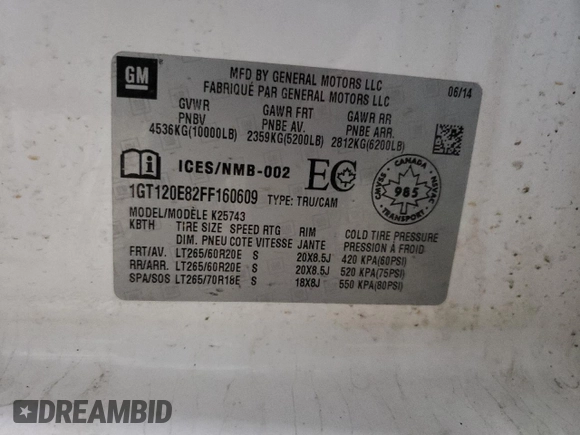 GM
MFD BY GENERAL MOTORS LLC
FABRIQUÉ PAR GENERAL MOTORS LLC
06/14
GVWR GAWR FRT GAWR RR
PNBV PNBE AV. PNBE ARR.
4536KG(10000LB) 2359KG(5200LB) 2812KG(6200LB)
ICES/NMB-002 EC
CANADA
CMVSS NSVAC
985
TRANSPORT
1GT120E82FF160609 TYPE: TRU/CAM
MODEL/MODÈLE K25743
KBTH TIRE SIZE SPEED RTG RIM COLD TIRE PRESSURE
DIM. PNEU COTE VITESSE JANTE PRESSION A FROID
FRT/AV. LT265/60R20E S 20X8.5J 420 KPA(60PSI)
RR/ARR. LT265/60R20E S 20X8.5J 520 KPA(75PSI)
SPA/SOS LT265/70R18E S 18X8J 550 KPA(80PSI)
DREAMBID